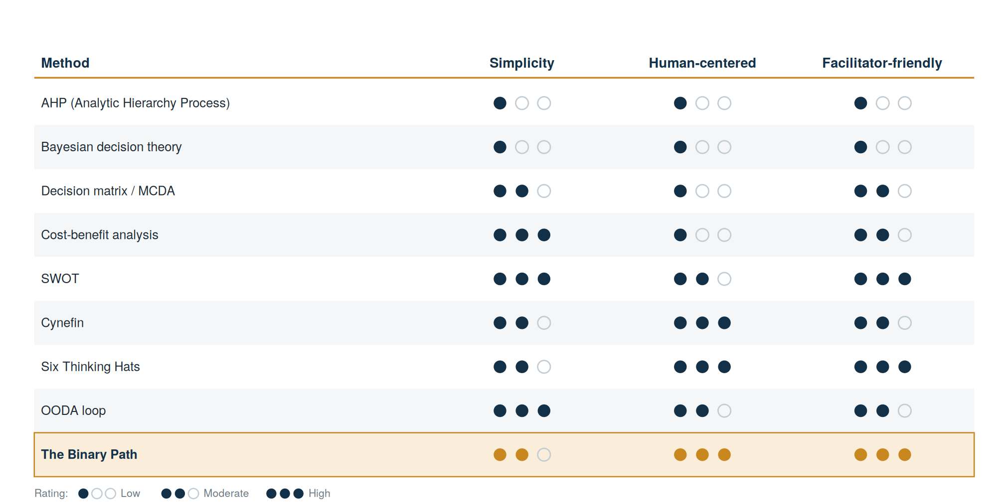 Method Simplicity Human-centered Facilitator-friendly
AHP (Analytic Hierarchy Process)
Bayesian decision theory
Decision matrix / MCDA
Cost-benefit analysis
SWOT
Cynefin
Six Thinking Hats
OODA loop
The Binary Path
Rating: Low Moderate High